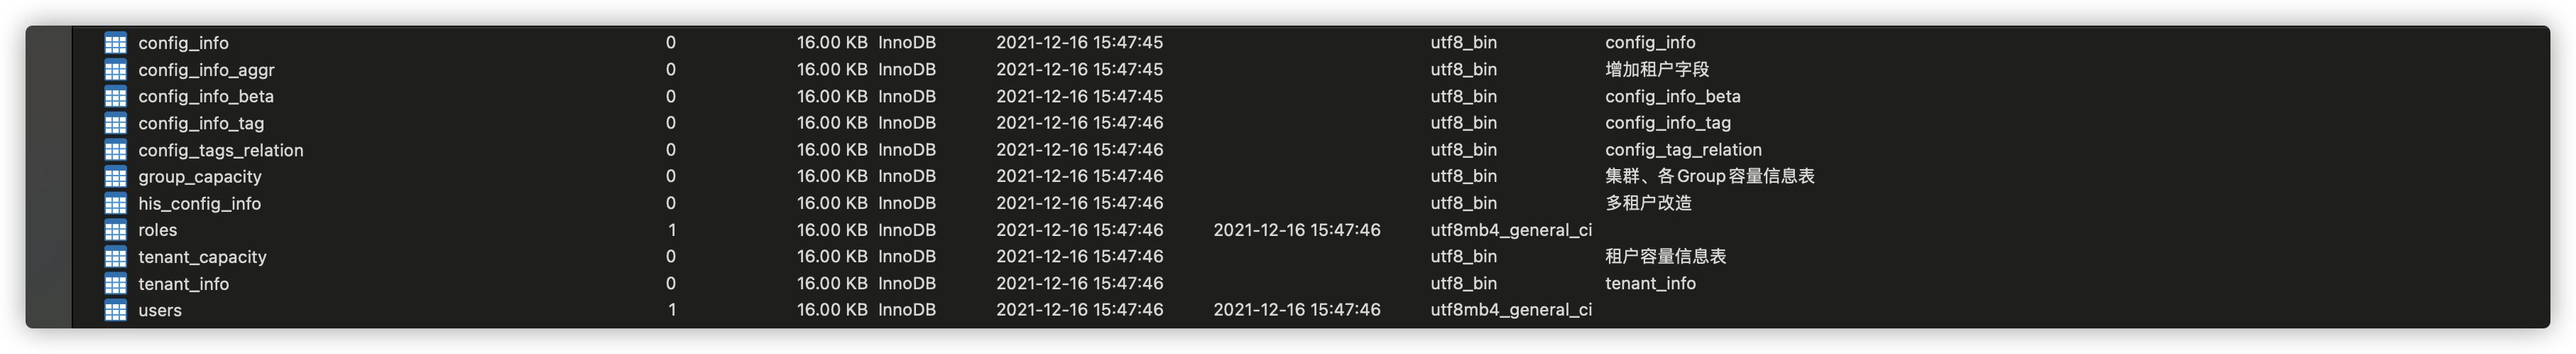 config_info 0 16.00 KB InnoDB 2021-12-16 15:47:45 utf8_bin config_info
config_info_aggr 0 16.00 KB InnoDB 2021-12-16 15:47:45 utf8_bin 增加租户字段
config_info_beta 0 16.00 KB InnoDB 2021-12-16 15:47:45 utf8_bin config_info_beta
config_info_tag 0 16.00 KB InnoDB 2021-12-16 15:47:46 utf8_bin config_info_tag
config_tags_relation 0 16.00 KB InnoDB 2021-12-16 15:47:46 utf8_bin config_tag_relation
group_capacity 0 16.00 KB InnoDB 2021-12-16 15:47:46 utf8_bin 集群、各Group容量信息表
his_config_info 0 16.00 KB InnoDB 2021-12-16 15:47:46 utf8_bin 多租户改造
roles 1 16.00 KB InnoDB 2021-12-16 15:47:46 2021-12-16 15:47:46 utf8mb4_general_ci
tenant_capacity 0 16.00 KB InnoDB 2021-12-16 15:47:46 utf8_bin 租户容量信息表
tenant_info 0 16.00 KB InnoDB 2021-12-16 15:47:46 utf8_bin tenant_info
users 1 16.00 KB InnoDB 2021-12-16 15:47:46 2021-12-16 15:47:46 utf8mb4_general_ci